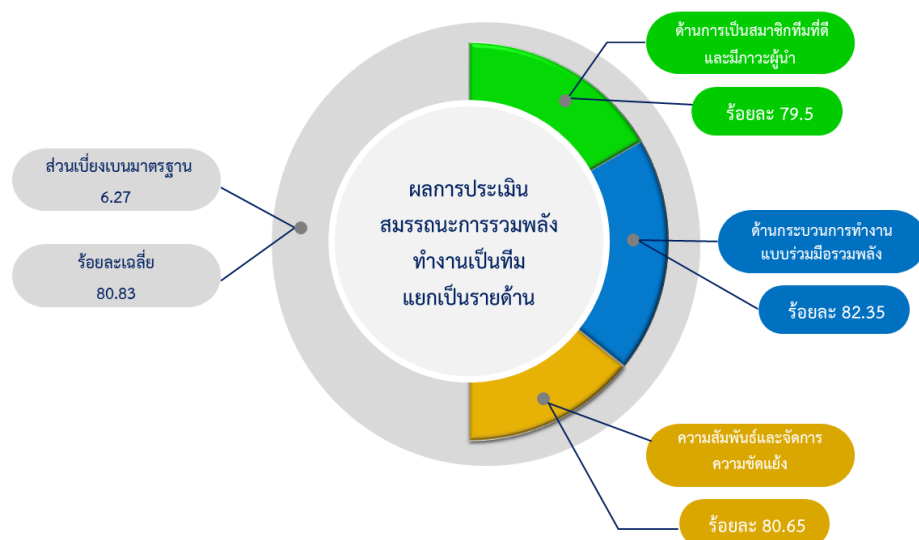 ด้านการเป็นสมาชิกทีมที่ดี
และมีภาวะผู้นำ
ร้อยละ 79.5
ส่วนเบี่ยงเบนมาตรฐาน
6.27
ร้อยละเฉลี่ย
80.83
ผลการประเมิน
สมรรถนะการรวมพลัง
ทำงานเป็นทีม
แยกเป็นรายด้าน
ด้านกระบวนการทำงาน
แบบร่วมมือรวมพลัง
ร้อยละ 82.35
ความสัมพันธ์และจัดการ
ความขัดแย้ง
ร้อยละ 80.65